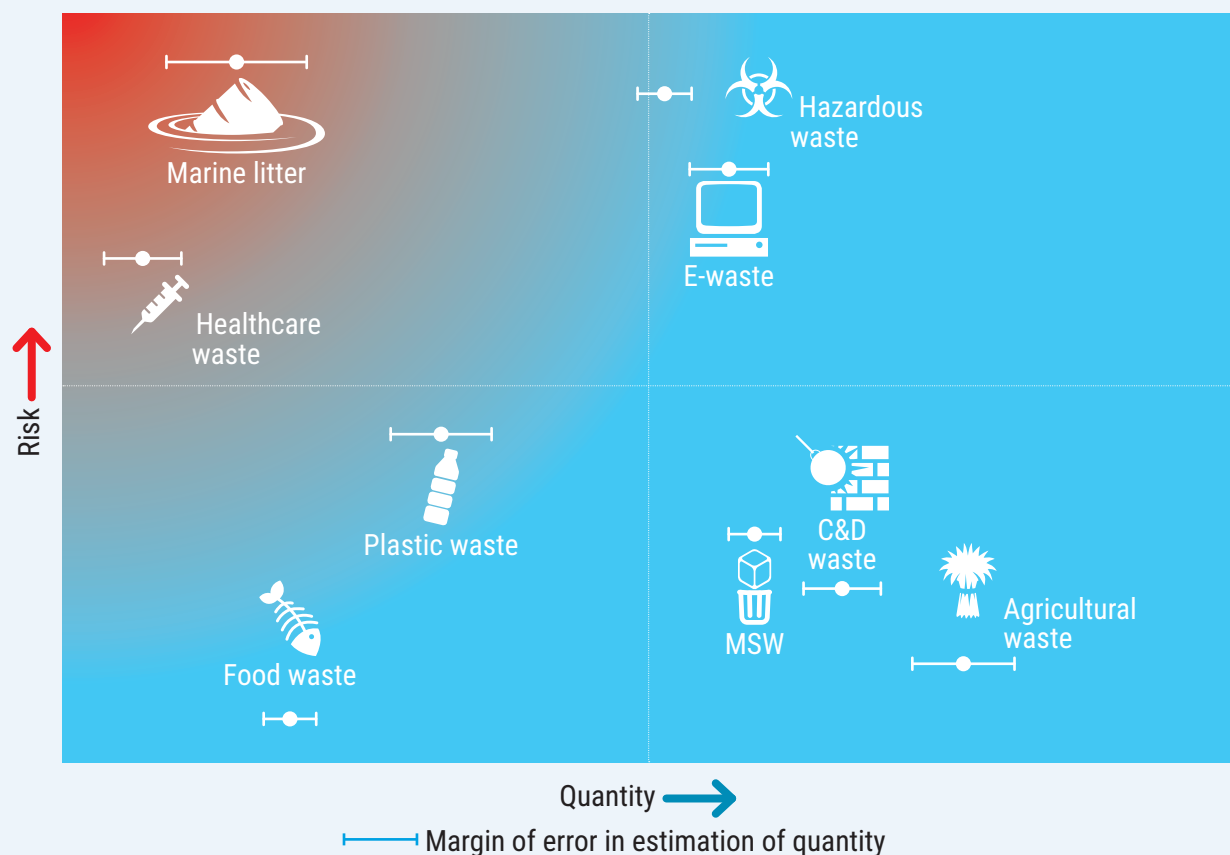 Marine litter
Hazardous
waste
E-waste
Healthcare
waste
Risk
Plastic waste
C&D
waste
Agricultural
waste
MSW
Food waste
Quantity
Margin of error in estimation of quantity